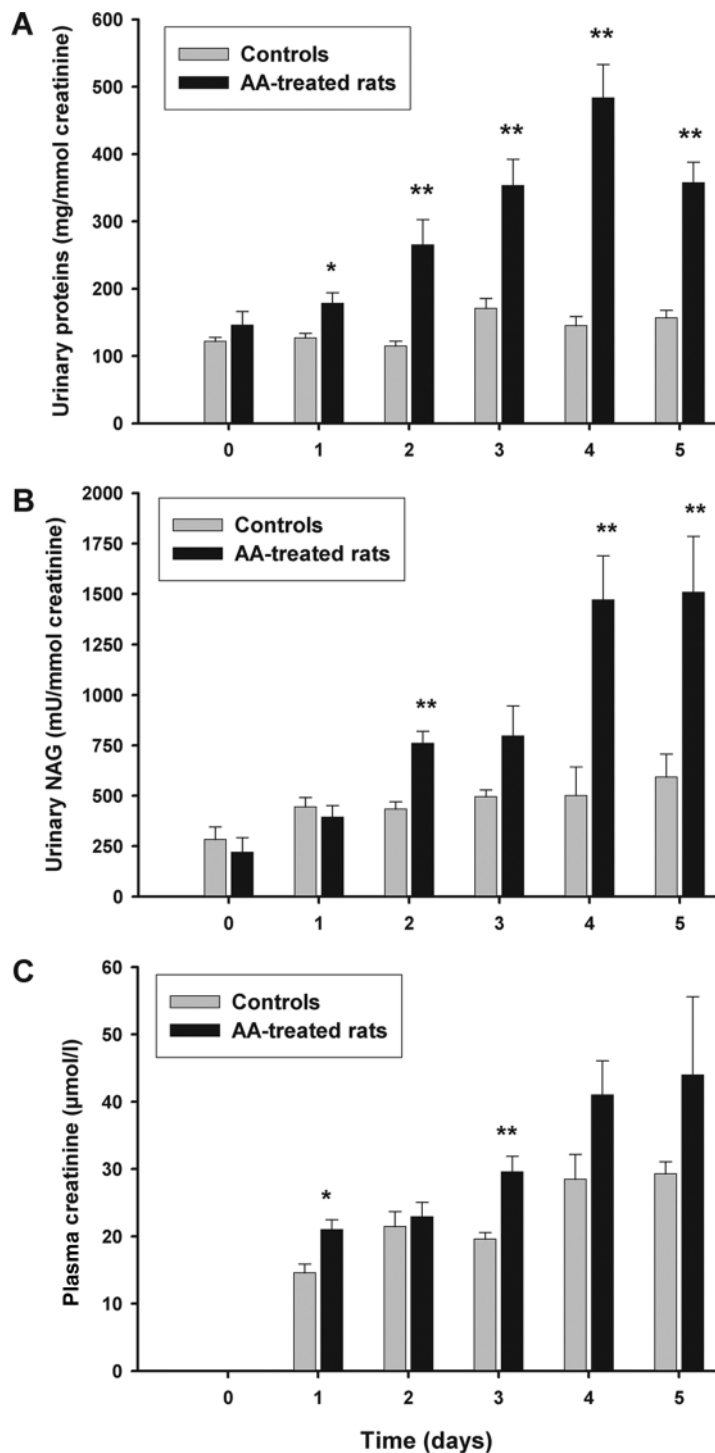 A
600
500
400
300
200
100
0
Urinary proteins (mg/mmol creatinine)
Controls
AA-treated rats
*
**
**
**
**
0 1 2 3 4 5
B
2000
1750
1500
1250
1000
750
500
250
0
Urinary NAG (mU/mmol creatinine)
Controls
AA-treated rats
**
**
**
0 1 2 3 4 5
C
60
50
40
30
20
10
0
Plasma creatinine (µmol/l)
Controls
AA-treated rats
*
**
0 1 2 3 4 5
Time (days)